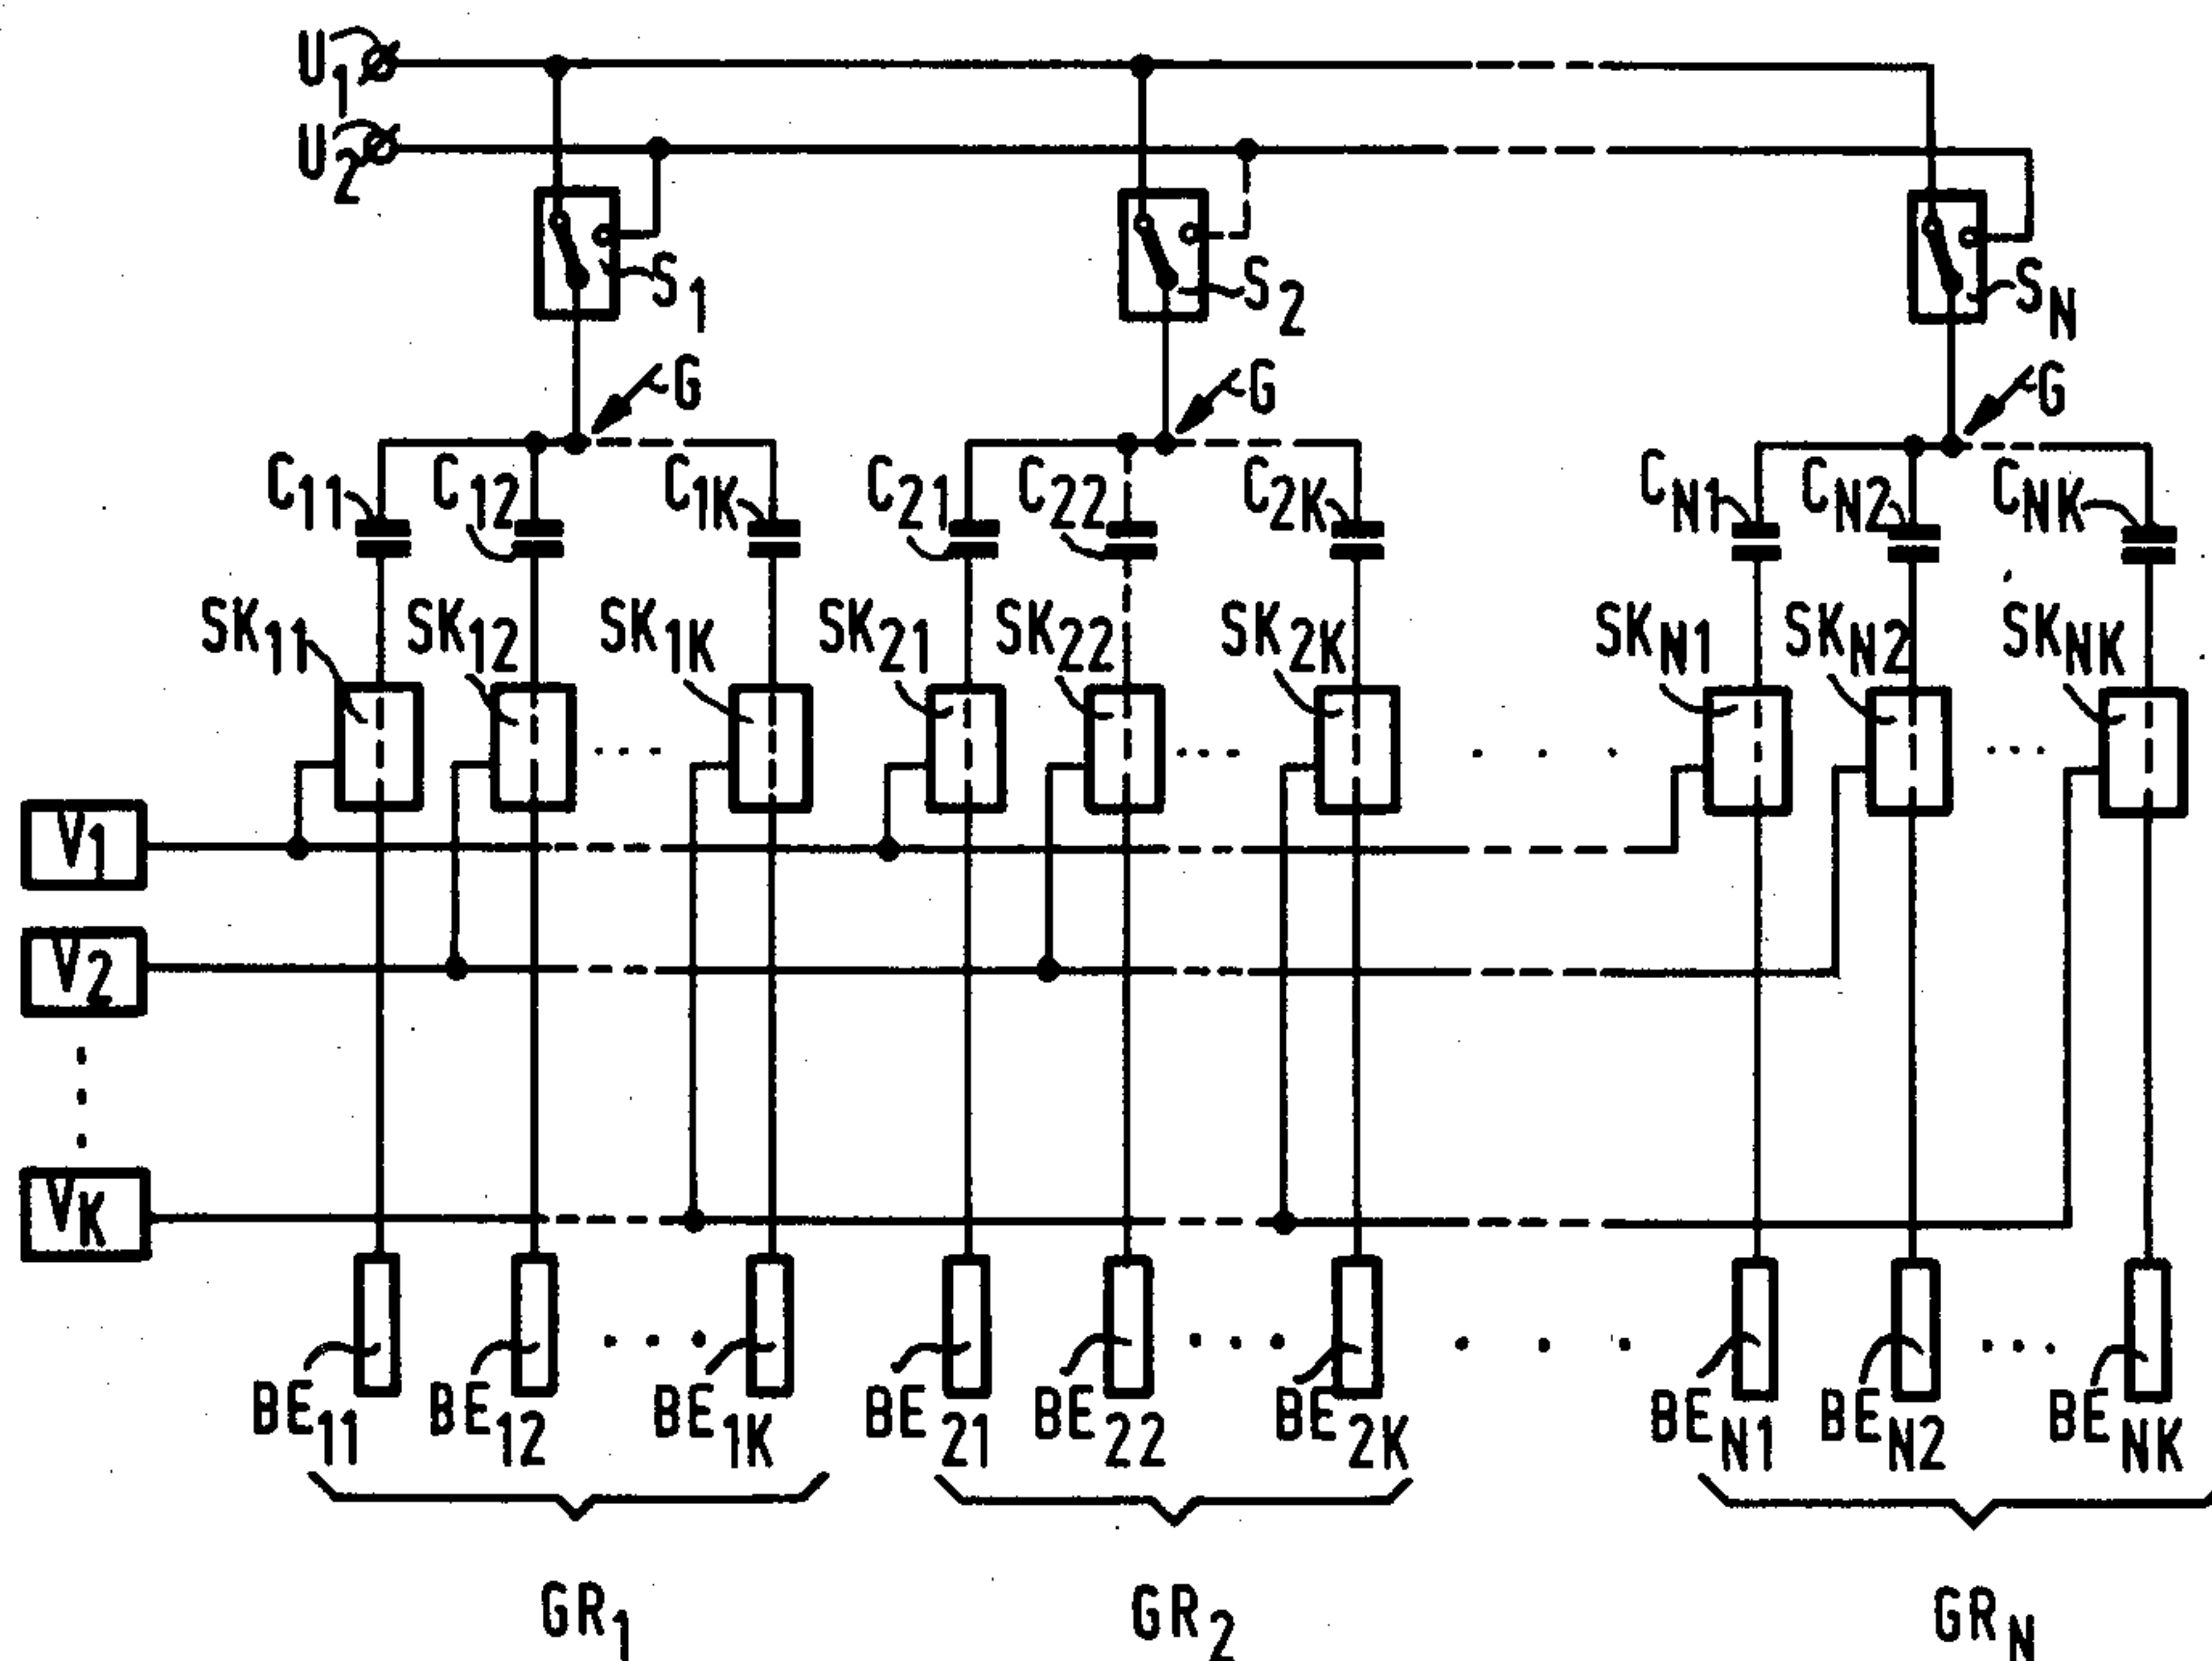 U1
U2
S1
S2
SN
G
G
G
C11
C12
C1K
C21
C22
C2K
CN1
CN2
CNK
SK11
SK12
SK1K
SK21
SK22
SK2K
SKN1
SKN2
SKNK
V1
V2
VK
BE11
BE12
BE1K
BE21
BE22
BE2K
BEN1
BEN2
BENK
GR1
GR2
GRN